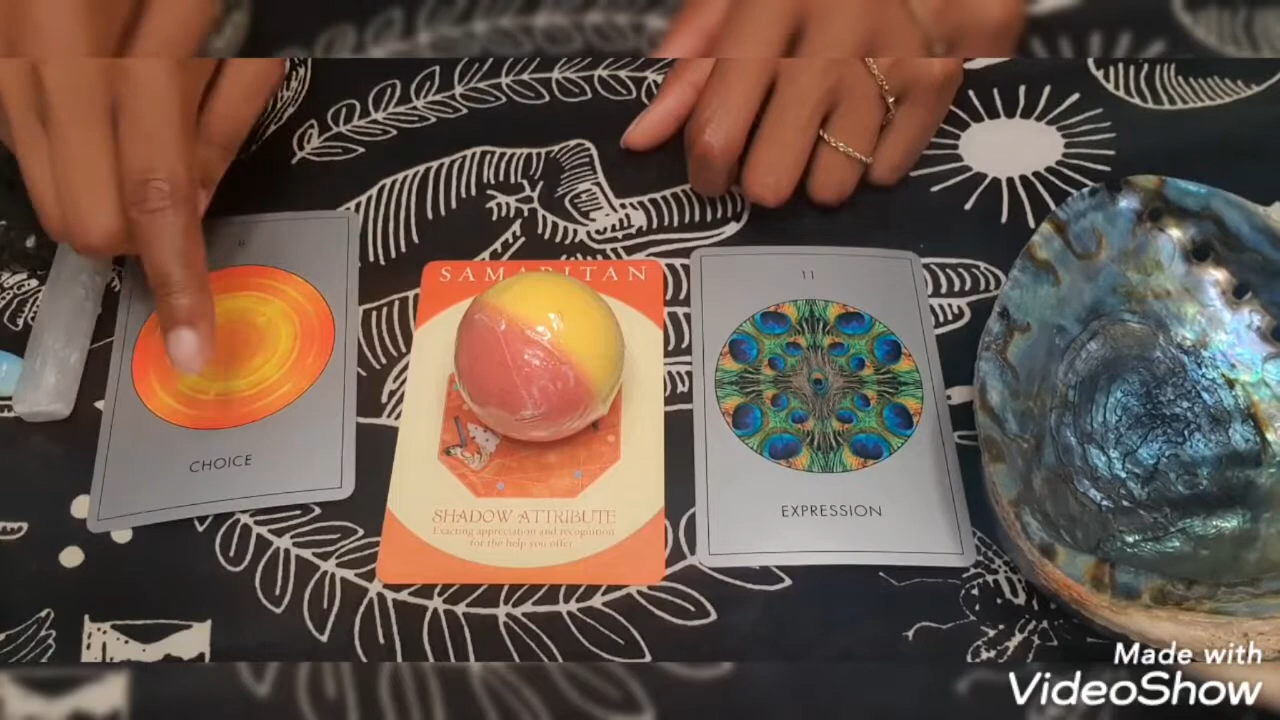 CHOICE
SAMARITAN
SHADOW ATTRIBUTE
Exacting appreciation and recognition
for the help you offer
11
EXPRESSION
Made with
VideoShow